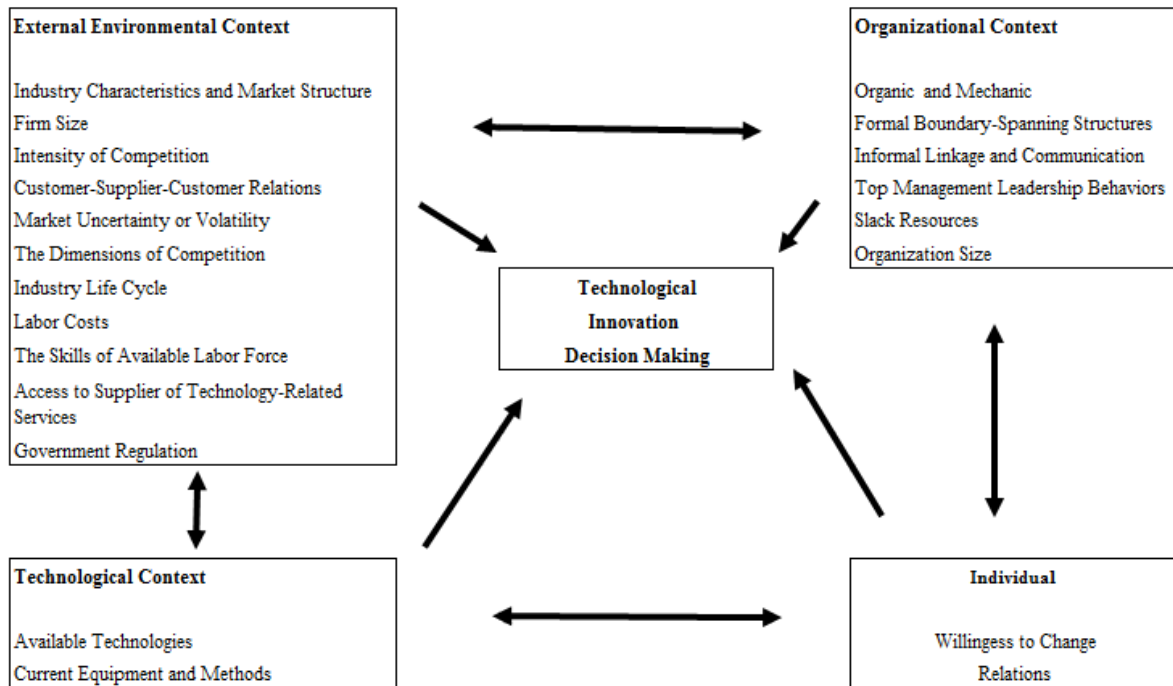 External Environmental Context
Industry Characteristics and Market Structure
Firm Size
Intensity of Competition
Customer-Supplier-Customer Relations
Market Uncertainty or Volatility
The Dimensions of Competition
Industry Life Cycle
Labor Costs
The Skills of Available Labor Force
Access to Supplier of Technology-Related
Services
Government Regulation
Organizational Context
Organic and Mechanic
Formal Boundary-Spanning Structures
Informal Linkage and Communication
Top Management Leadership Behaviors
Slack Resources
Organization Size
Technological
Innovation
Decision Making
Technological Context
Available Technologies
Current Equipment and Methods
Individual
Willingess to Change
Relations